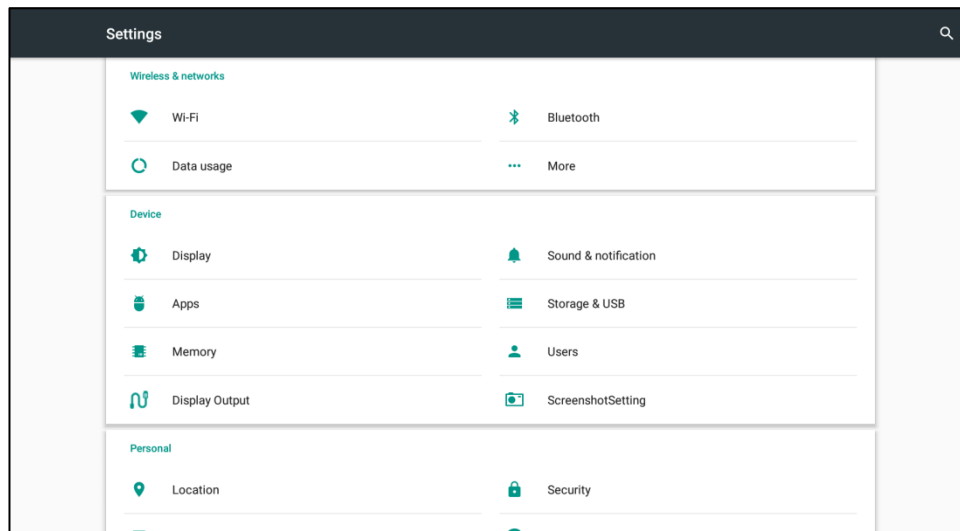 Settings
Wireless & networks
Wi-Fi
Bluetooth
Data usage
More
Device
Display
Sound & notification
Apps
Storage & USB
Memory
Users
Display Output
ScreenshotSetting
Personal
Location
Security